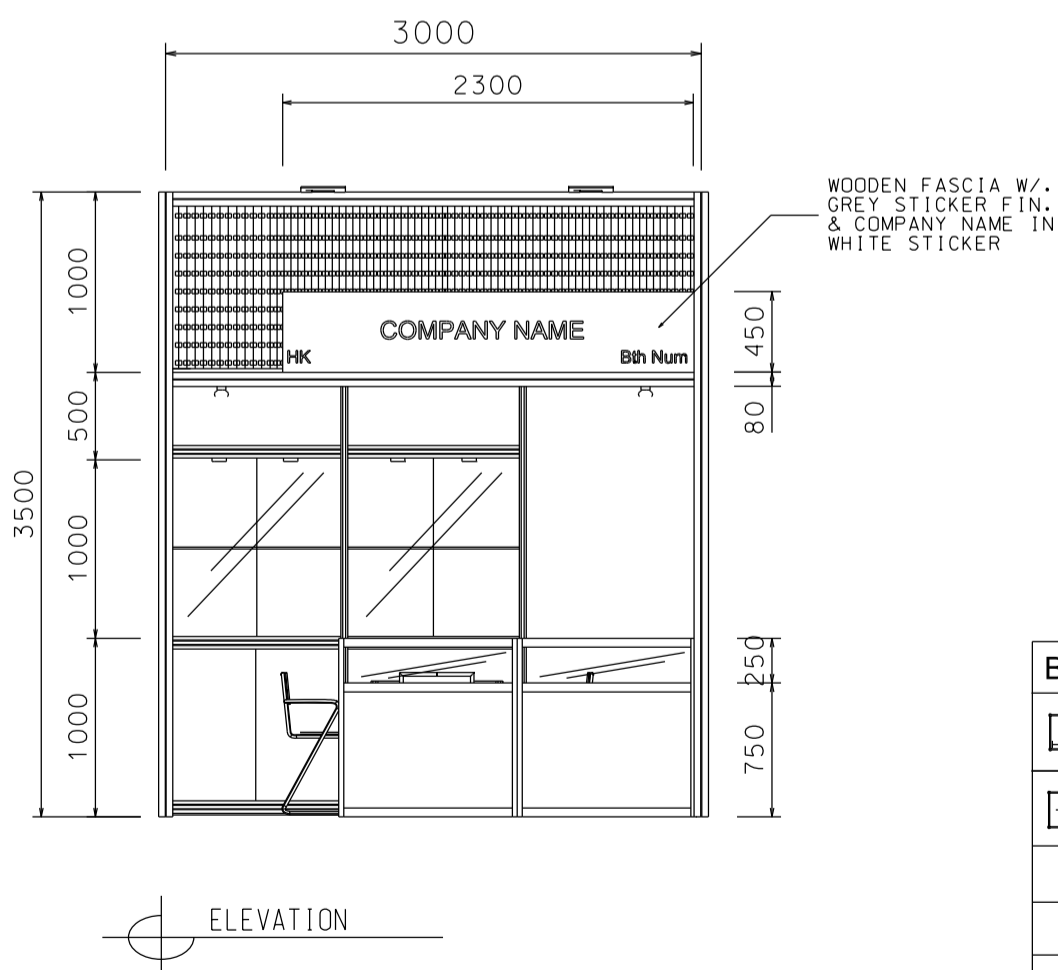 3000
2300
WOODEN FASCIA W/.
GREY STICKER FIN.
& COMPANY NAME IN
WHITE STICKER
1000
450
COMPANY NAME
HK
Bth Num
80
500
3500
1000
250
1000
750
ELEVATION